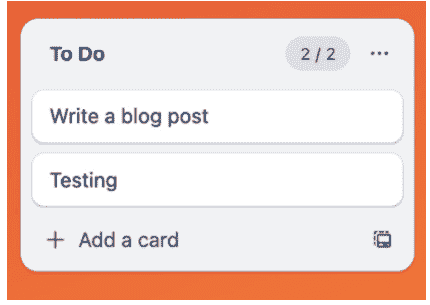 To Do 2 / 2 ...
Write a blog post
Testing
+ Add a card